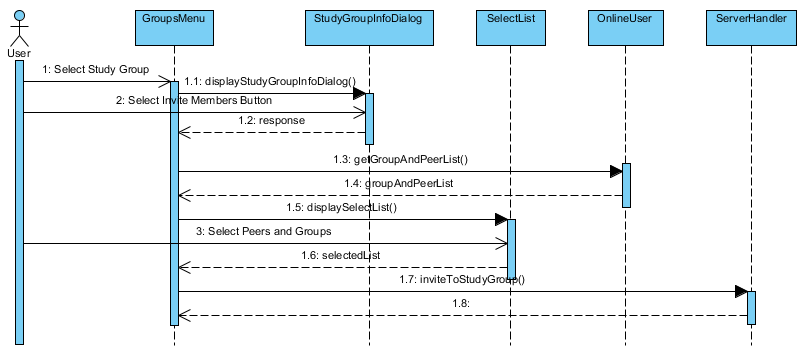 GroupsMenu
StudyGroupInfoDialog
SelectList
OnlineUser
ServerHandler
User
1: Select Study Group
1.1: displayStudyGroupInfoDialog()
2: Select Invite Members Button
1.2: response
1.3: getGroupAndPeerList()
1.4: groupAndPeerList
1.5: displaySelectList()
3: Select Peers and Groups
1.6: selectedList
1.7: inviteToStudyGroup()
1.8: